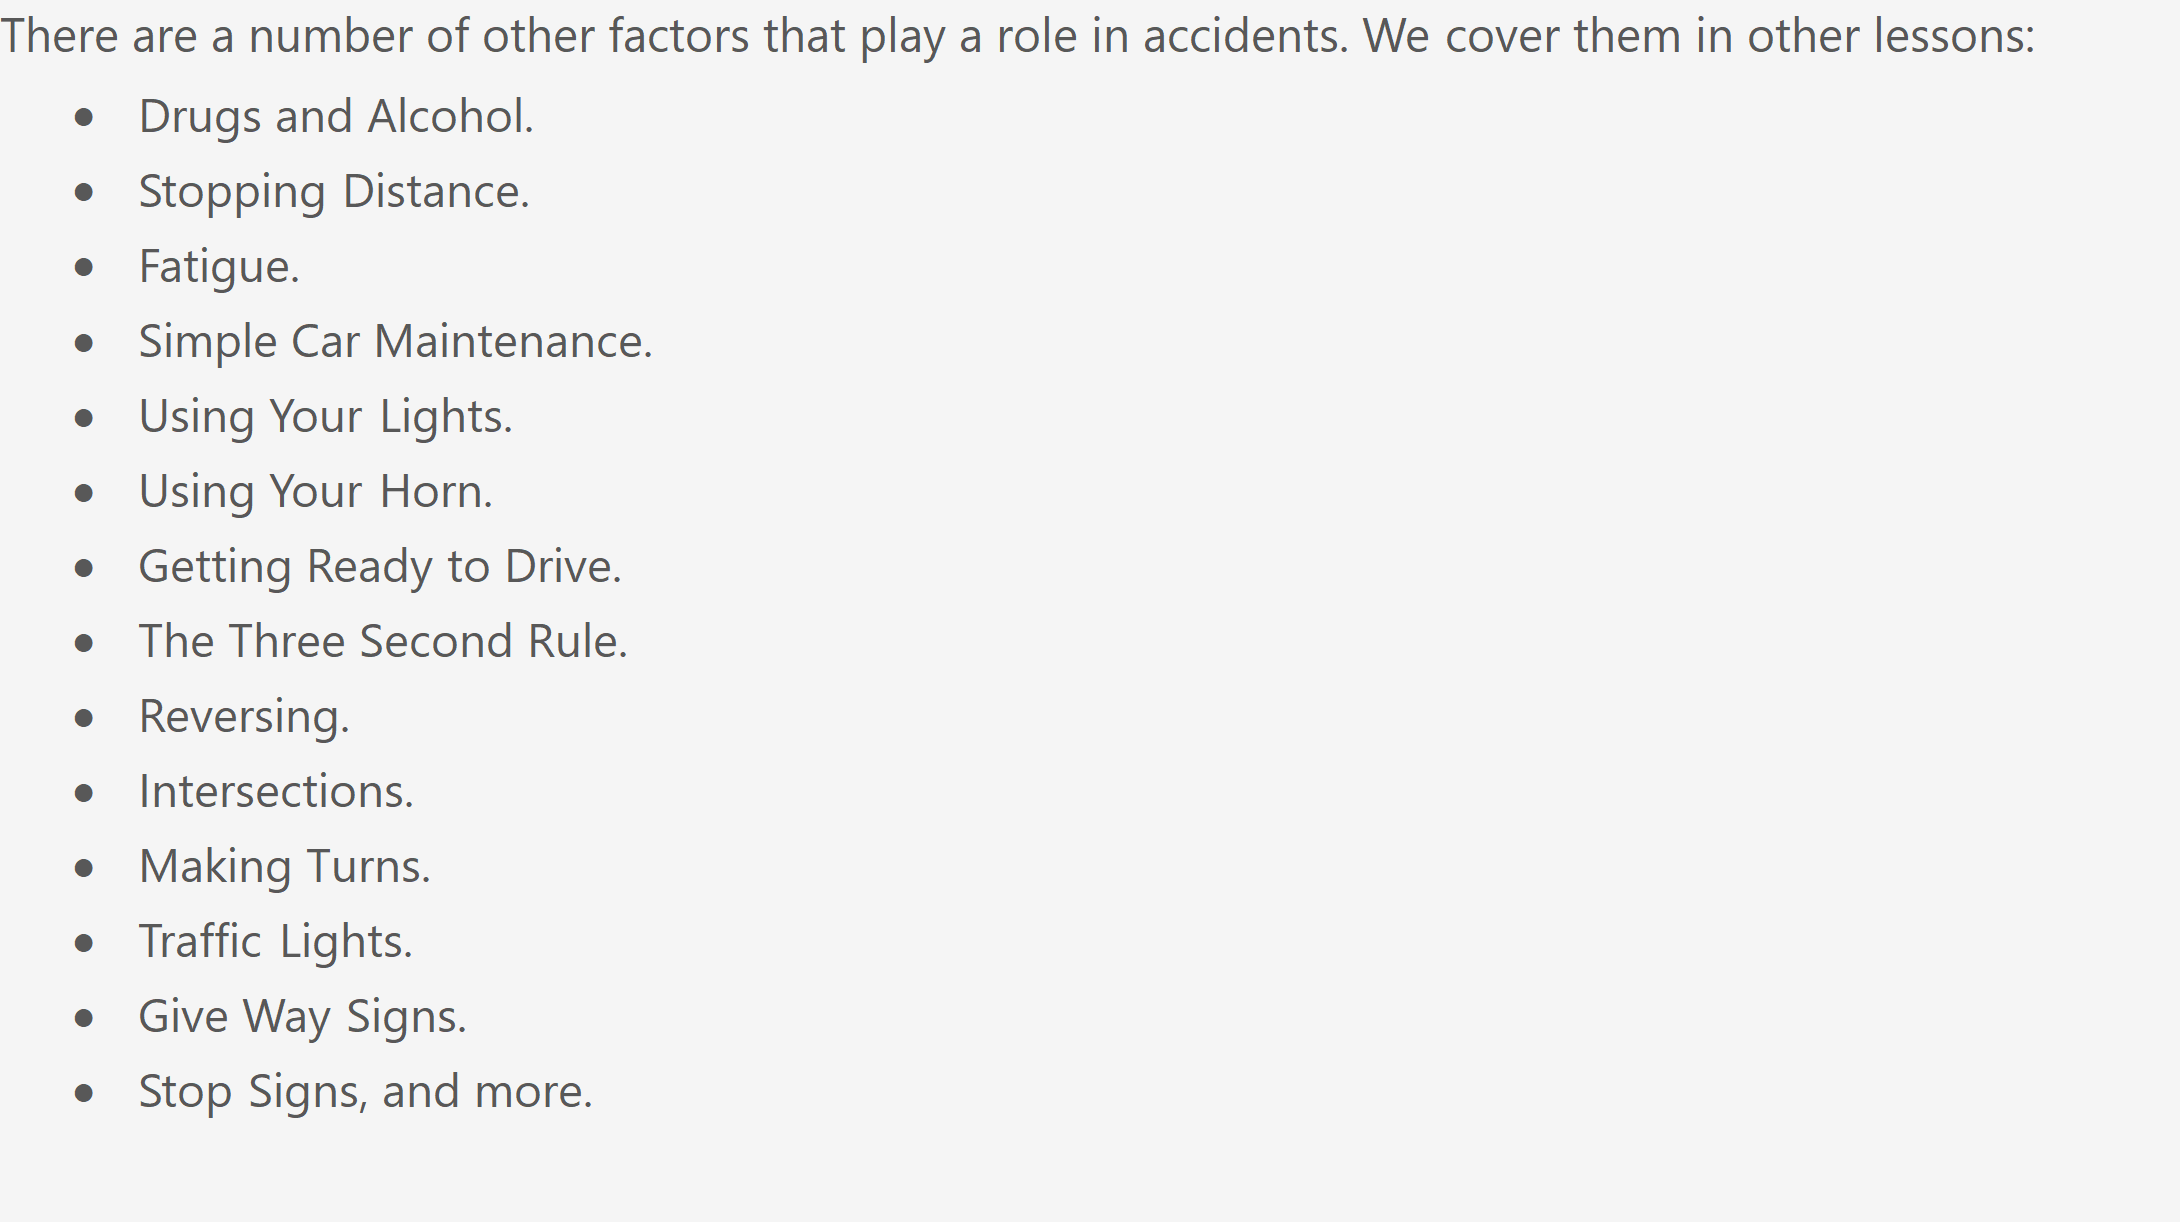 There are a number of other factors that play a role in accidents. We cover them in other lessons:
● Drugs and Alcohol.
● Stopping Distance.
● Fatigue.
● Simple Car Maintenance.
● Using Your Lights.
● Using Your Horn.
● Getting Ready to Drive.
● The Three Second Rule.
● Reversing.
● Intersections.
● Making Turns.
● Traffic Lights.
● Give Way Signs.
● Stop Signs, and more.